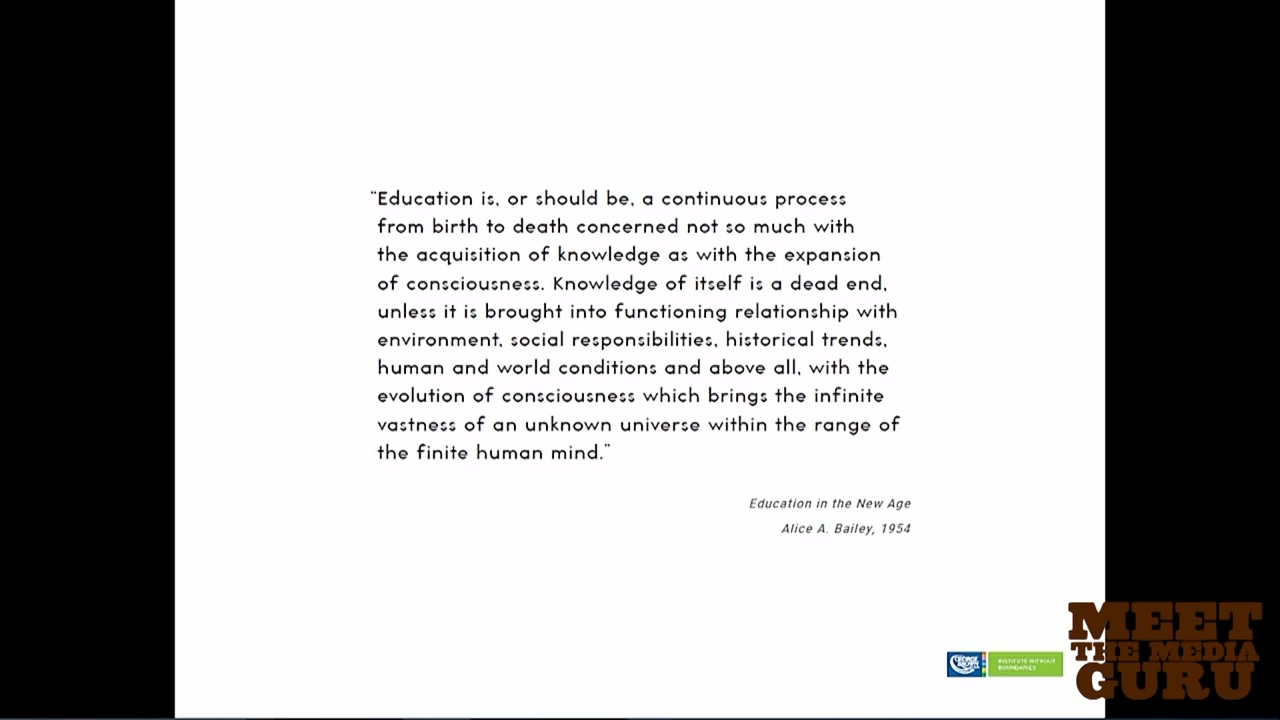 ¨Education is, or should be, a continuous process
from birth to death concerned not so much with
the acquisition of knowledge as with the expansion
of consciousness. Knowledge of itself is a dead end,
unless it is brought into functioning relationship with
environment, social responsibilities, historical trends,
human and world conditions and above all, with the
evolution of consciousness which brings the infinite
vastness of an unknown universe within the range of
the finite human mind.¨
Education in the New Age
Alice A. Bailey, 1954
GEORGE
BROWN
INSTITUTE WITHOUT
BOUNDARIES
MEET
THE MEDIA
GURU